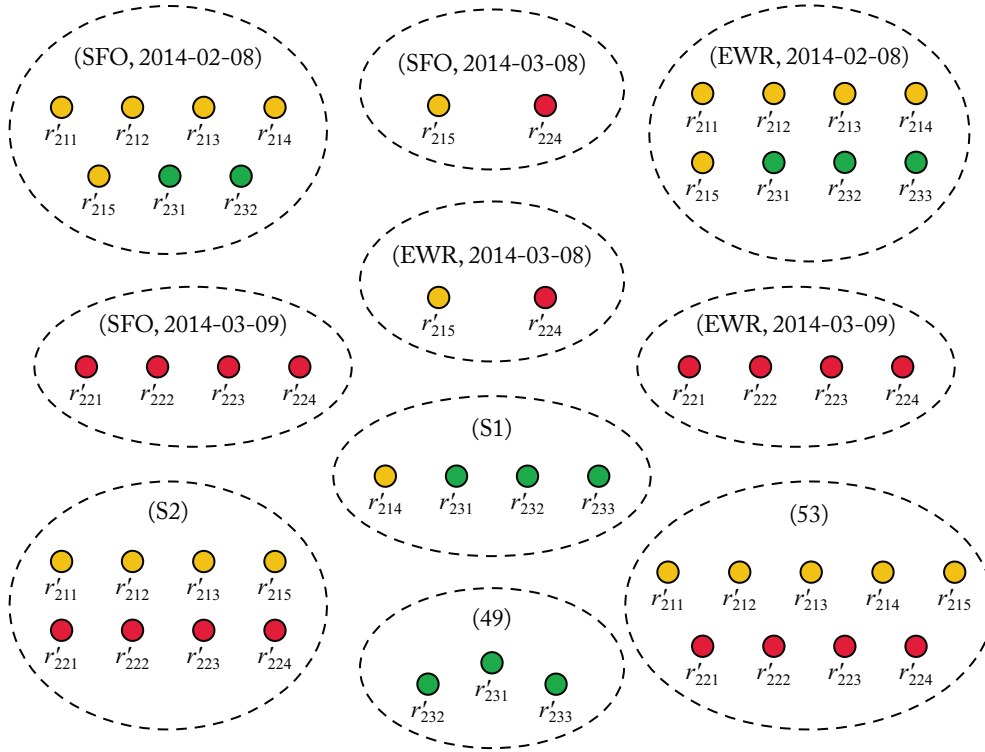 (SFO, 2014-02-08)
r′211 r′212 r′213 r′214
r′215 r′231 r′232
(SFO, 2014-03-08)
r′215 r′224
(EWR, 2014-02-08)
r′211 r′212 r′213 r′214
r′215 r′231 r′232 r′233
(EWR, 2014-03-08)
r′215 r′224
(SFO, 2014-03-09)
r′221 r′222 r′223 r′224
(EWR, 2014-03-09)
r′221 r′222 r′223 r′224
(S1)
r′214 r′231 r′232 r′233
(S2)
r′211 r′212 r′213 r′215
r′221 r′222 r′223 r′224
(53)
r′211 r′212 r′213 r′214 r′215
r′221 r′222 r′223 r′224
(49)
r′232 r′231 r′233